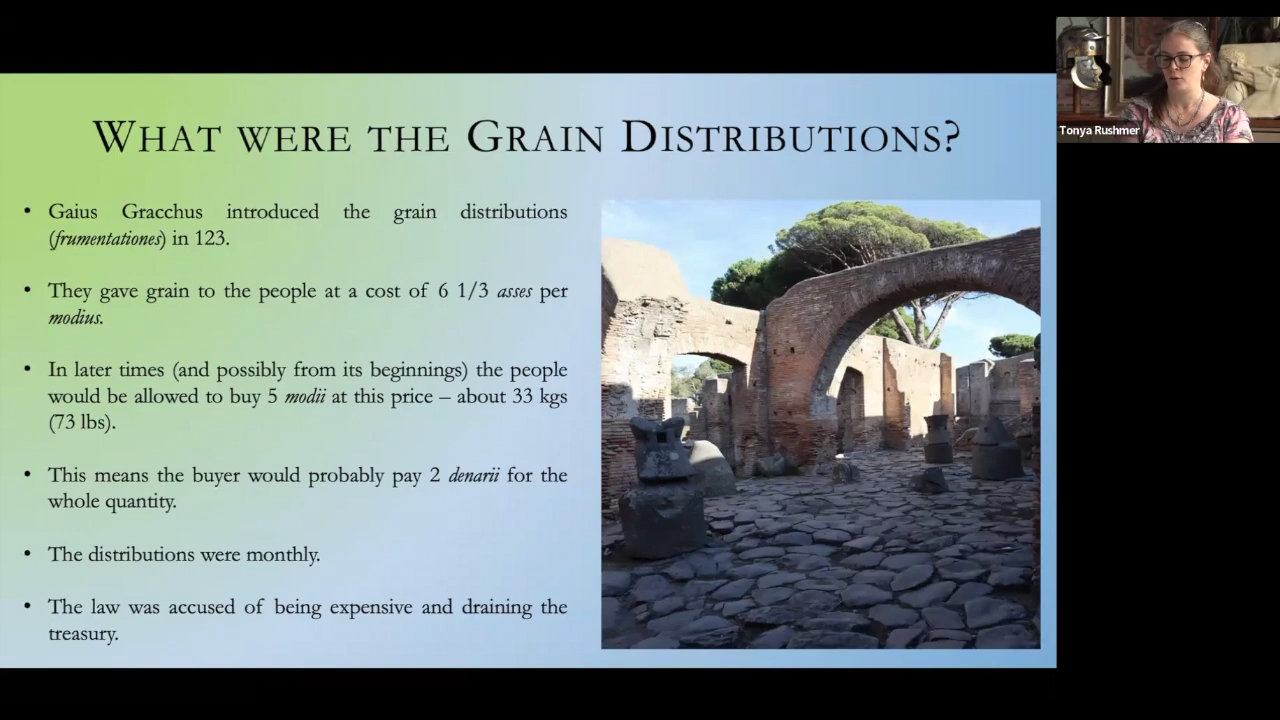 WHAT WERE THE GRAIN DISTRIBUTIONS?
• Gaius Gracchus introduced the grain distributions
(frumentationes) in 123.
• They gave grain to the people at a cost of 6 1/3 asses per
modius.
• In later times (and possibly from its beginnings) the people
would be allowed to buy 5 modii at this price – about 33 kgs
(73 lbs).
• This means the buyer would probably pay 2 denarii for the
whole quantity.
• The distributions were monthly.
• The law was accused of being expensive and draining the
treasury.
Tonya Rushmer